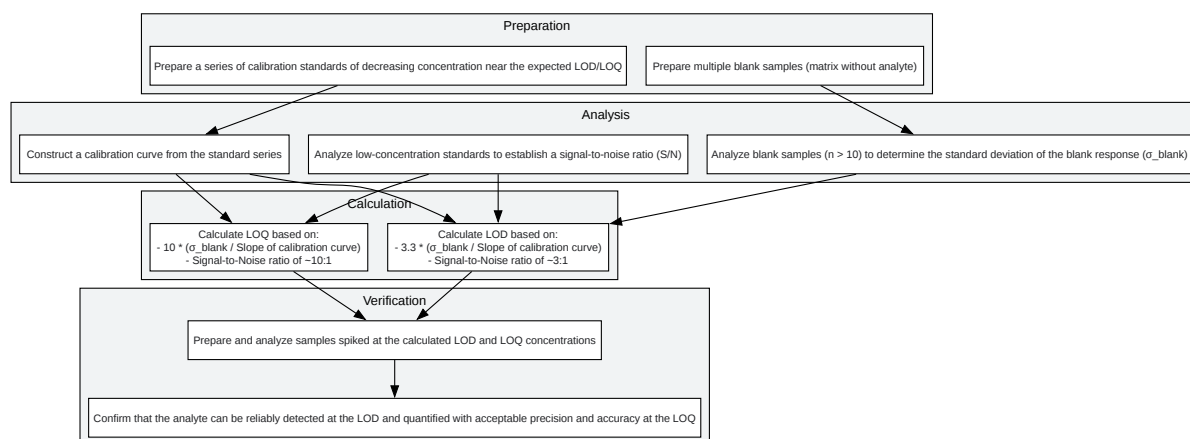 Preparation
Prepare a series of calibration standards of decreasing concentration near the expected LOD/LOQ
Prepare multiple blank samples (matrix without analyte)
Analysis
Construct a calibration curve from the standard series
Analyze low-concentration standards to establish a signal-to-noise ratio (S/N)
Analyze blank samples (n > 10) to determine the standard deviation of the blank response (σ_blank)
Calculation
Calculate LOQ based on:
- 10 * (σ_blank / Slope of calibration curve)
- Signal-to-Noise ratio of ~10:1
Calculate LOD based on:
- 3.3 * (σ_blank / Slope of calibration curve)
- Signal-to-Noise ratio of ~3:1
Verification
Prepare and analyze samples spiked at the calculated LOD and LOQ concentrations
Confirm that the analyte can be reliably detected at the LOD and quantified with acceptable precision and accuracy at the LOQ